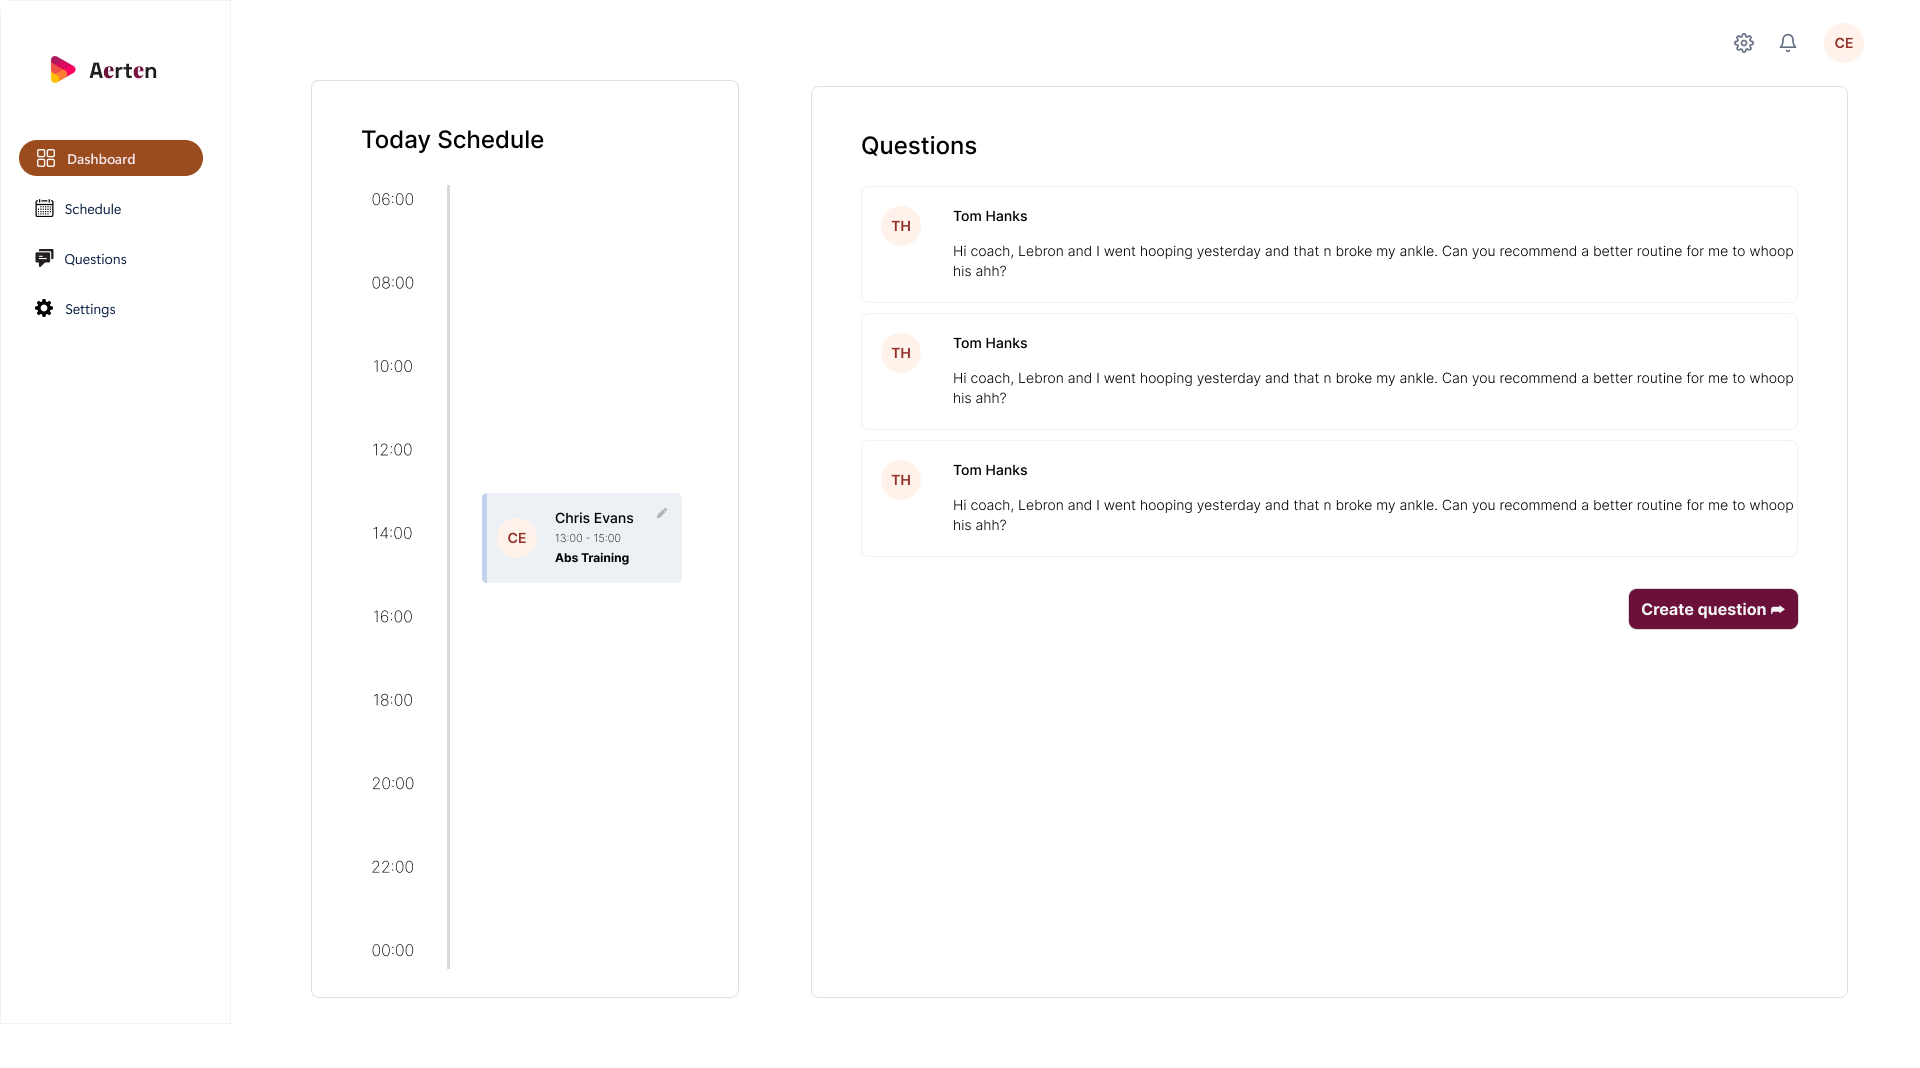 Aerten
Dashboard
Schedule
Questions
Settings
CE
Today Schedule
06:00
08:00
10:00
12:00
14:00
16:00
18:00
20:00
22:00
00:00
CE
Chris Evans
13:00 - 15:00
Abs Training
Questions
TH
Tom Hanks
Hi coach, Lebron and I went hooping yesterday and that n broke my ankle. Can you recommend a better routine for me to whoop
his ahh?
TH
Tom Hanks
Hi coach, Lebron and I went hooping yesterday and that n broke my ankle. Can you recommend a better routine for me to whoop
his ahh?
TH
Tom Hanks
Hi coach, Lebron and I went hooping yesterday and that n broke my ankle. Can you recommend a better routine for me to whoop
his ahh?
Create question ➦